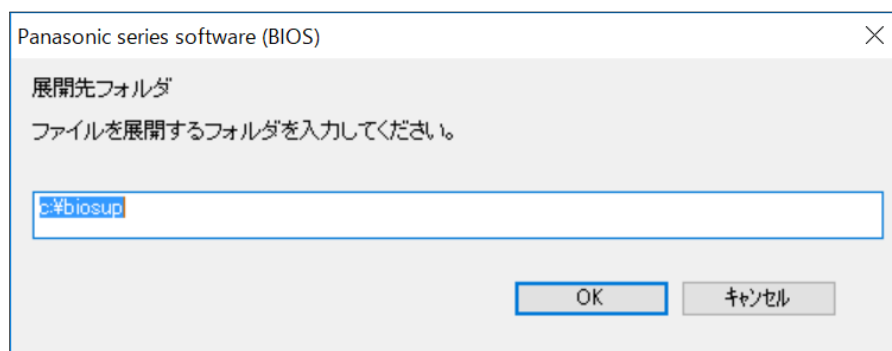 Panasonic series software (BIOS)
展開先フォルダ
ファイルを展開するフォルダを入力してください。
c:¥biosup
OK
キャンセル